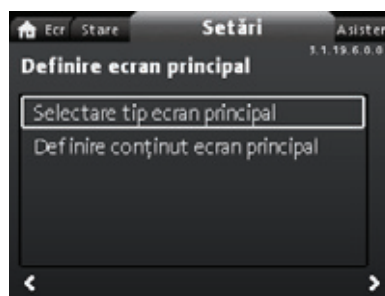 Ecr Stare Setări Asister
3.1.19.6.0.0
Definire ecran principal
Selectare tip ecran principal
Definire conținut ecran principal